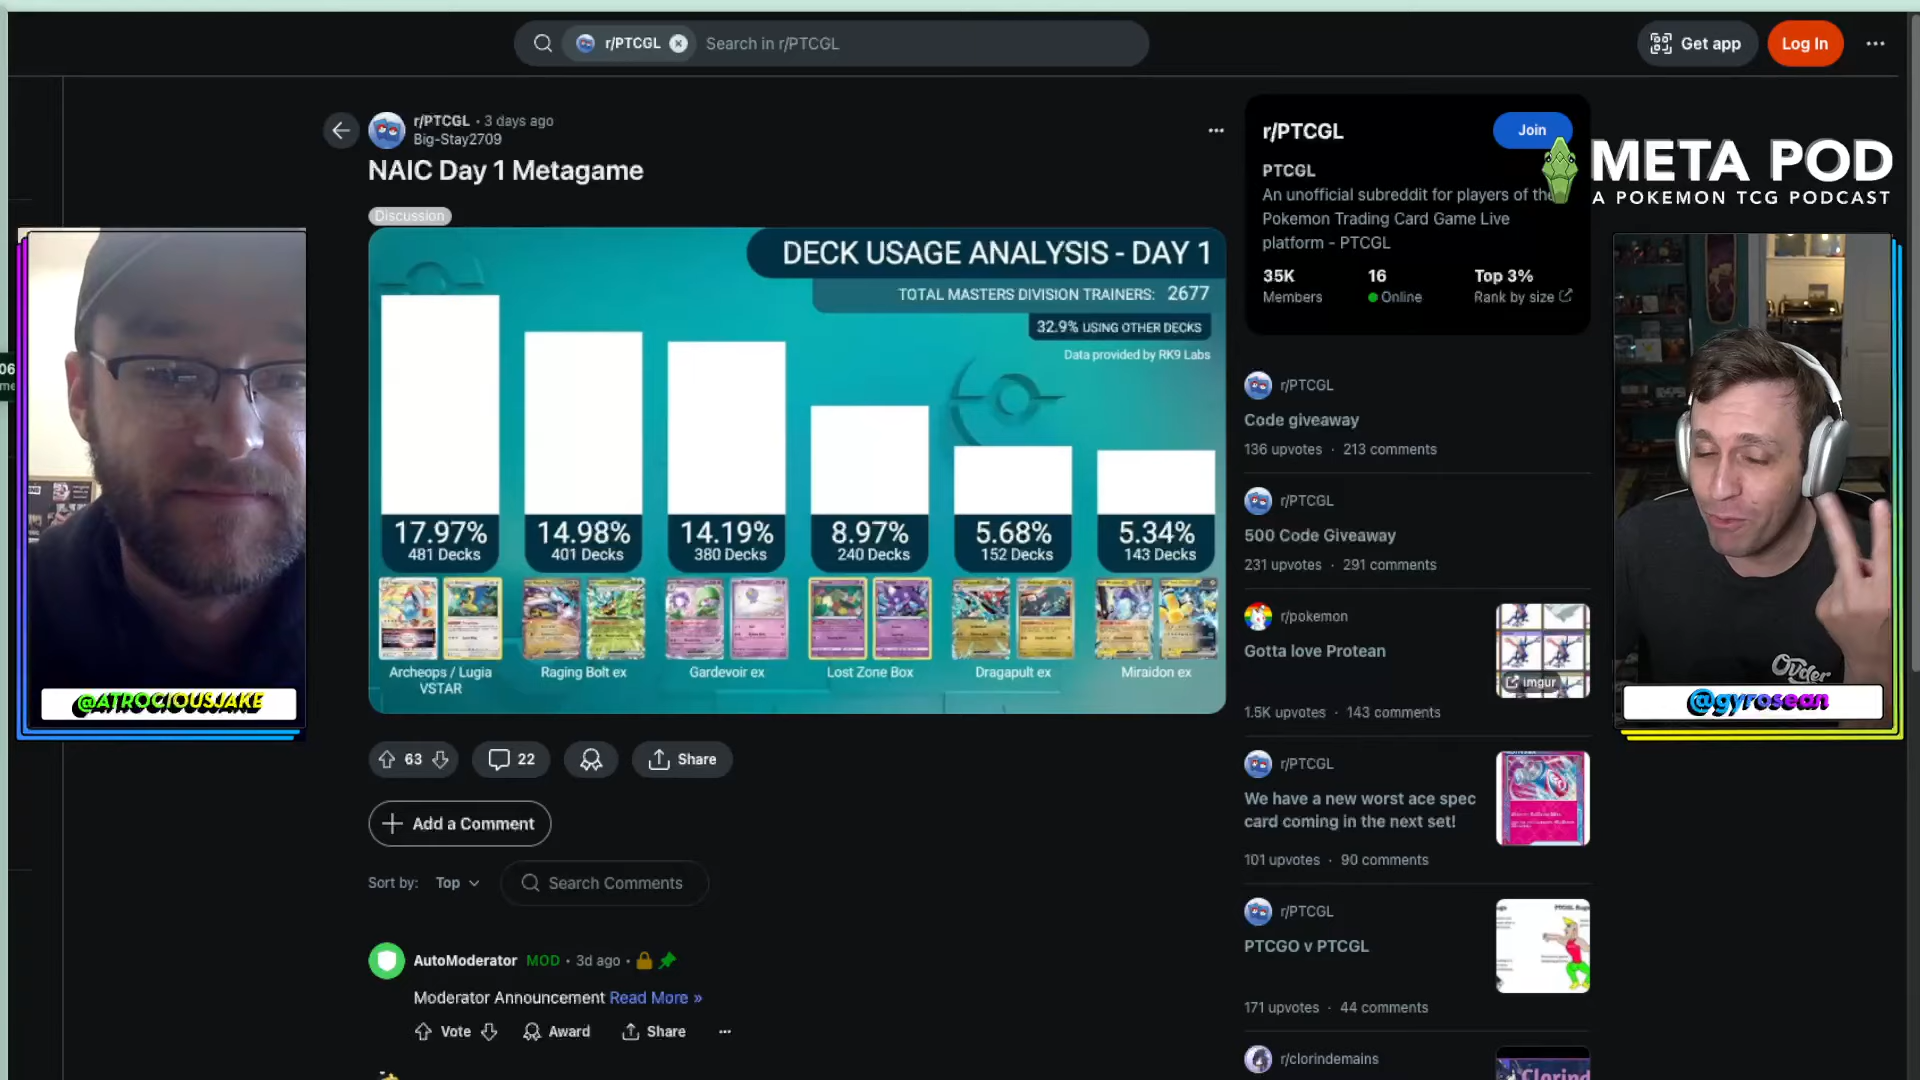 r/PTCGL
Search in r/PTCGL
Get app
Log In
r/PTCGL • 3 days ago
Big-Stay2709
NAIC Day 1 Metagame
Discussion
DECK USAGE ANALYSIS - DAY 1
TOTAL MASTERS DIVISION TRAINERS: 2677
32.9% USING OTHER DECKS
Data provided by RK9 Labs
17.97%
481 Decks
14.98%
401 Decks
14.19%
380 Decks
8.97%
240 Decks
5.68%
152 Decks
5.34%
143 Decks
Archeops / Lugia
VSTAR
Raging Bolt ex
Gardevoir ex
Lost Zone Box
Dragapult ex
Miraidon ex
63
22
Share
Add a Comment
Sort by: Top
Search Comments
AutoModerator MOD • 3d ago •
Moderator Announcement Read More »
Vote
Award
Share
r/PTCGL
Join
PTCGL
An unofficial subreddit for players of the
Pokemon Trading Card Game Live
platform - PTCGL
35K
Members
16
Online
Top 3%
Rank by size
r/PTCGL
Code giveaway
136 upvotes · 213 comments
r/PTCGL
500 Code Giveaway
231 upvotes · 291 comments
r/pokemon
Gotta love Protean
imgur
1.5K upvotes · 143 comments
r/PTCGL
We have a new worst ace spec
card coming in the next set!
101 upvotes · 90 comments
r/PTCGL
PTCGO v PTCGL
171 upvotes · 44 comments
r/clorindemains
Clorind
META POD
A POKEMON TCG PODCAST
@ATROCIOUSJAKE
@gyrosean